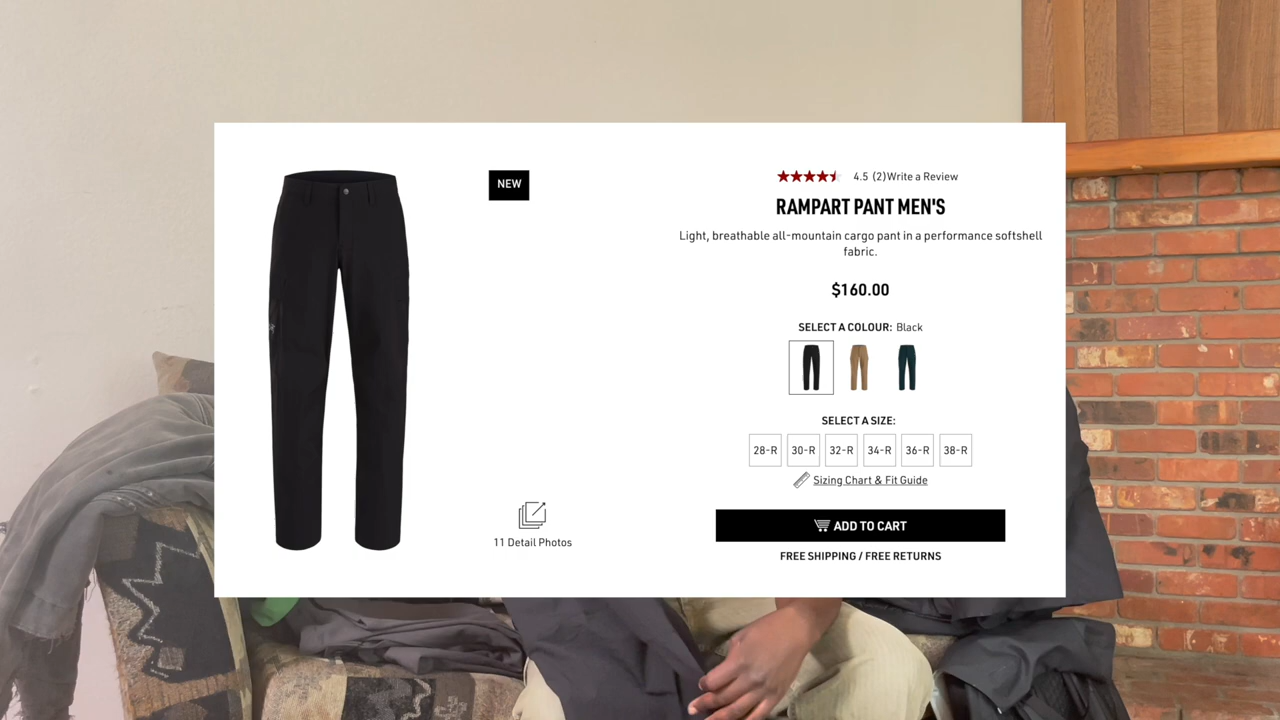 NEW
4.5 (2)Write a Review
RAMPART PANT MEN'S
Light, breathable all-mountain cargo pant in a performance softshell
fabric.
$160.00
SELECT A COLOUR: Black
SELECT A SIZE:
28-R 30-R 32-R 34-R 36-R 38-R
Sizing Chart & Fit Guide
ADD TO CART
11 Detail Photos
FREE SHIPPING / FREE RETURNS